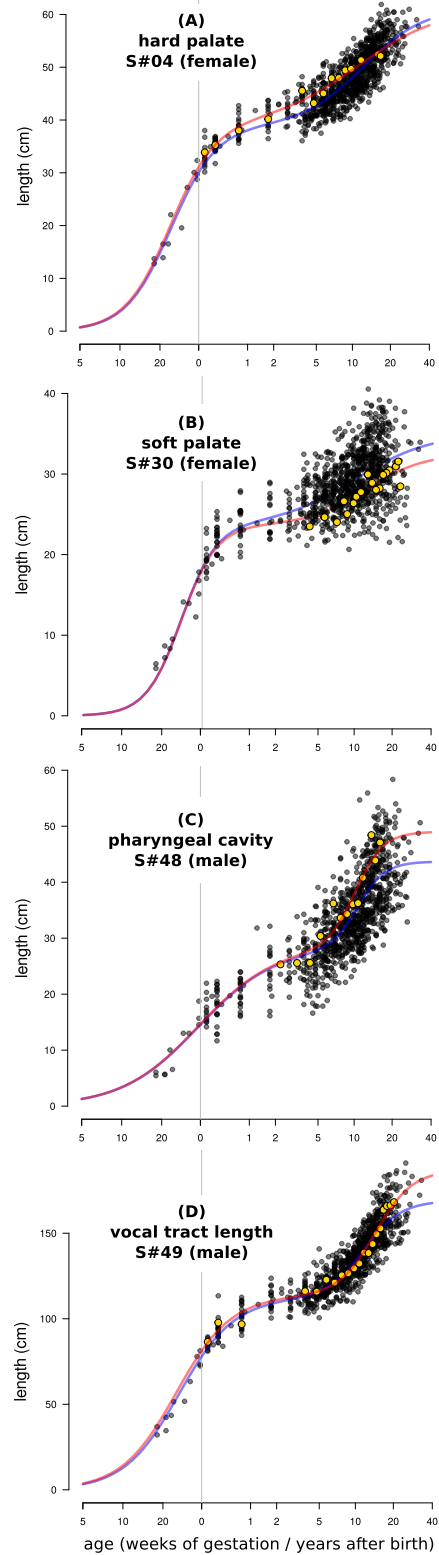 (A)
hard palate
S#04 (female)
length (cm)
60
50
40
30
20
10
0
5 10 20 0 1 2 5 10 20 40
(B)
soft palate
S#30 (female)
length (cm)
40
30
20
10
0
5 10 20 0 1 2 5 10 20 40
(C)
pharyngeal cavity
S#48 (male)
length (cm)
60
50
40
30
20
10
0
5 10 20 0 1 2 5 10 20 40
(D)
vocal tract length
S#49 (male)
length (cm)
150
100
50
0
5 10 20 0 1 2 5 10 20 40
age (weeks of gestation / years after birth)